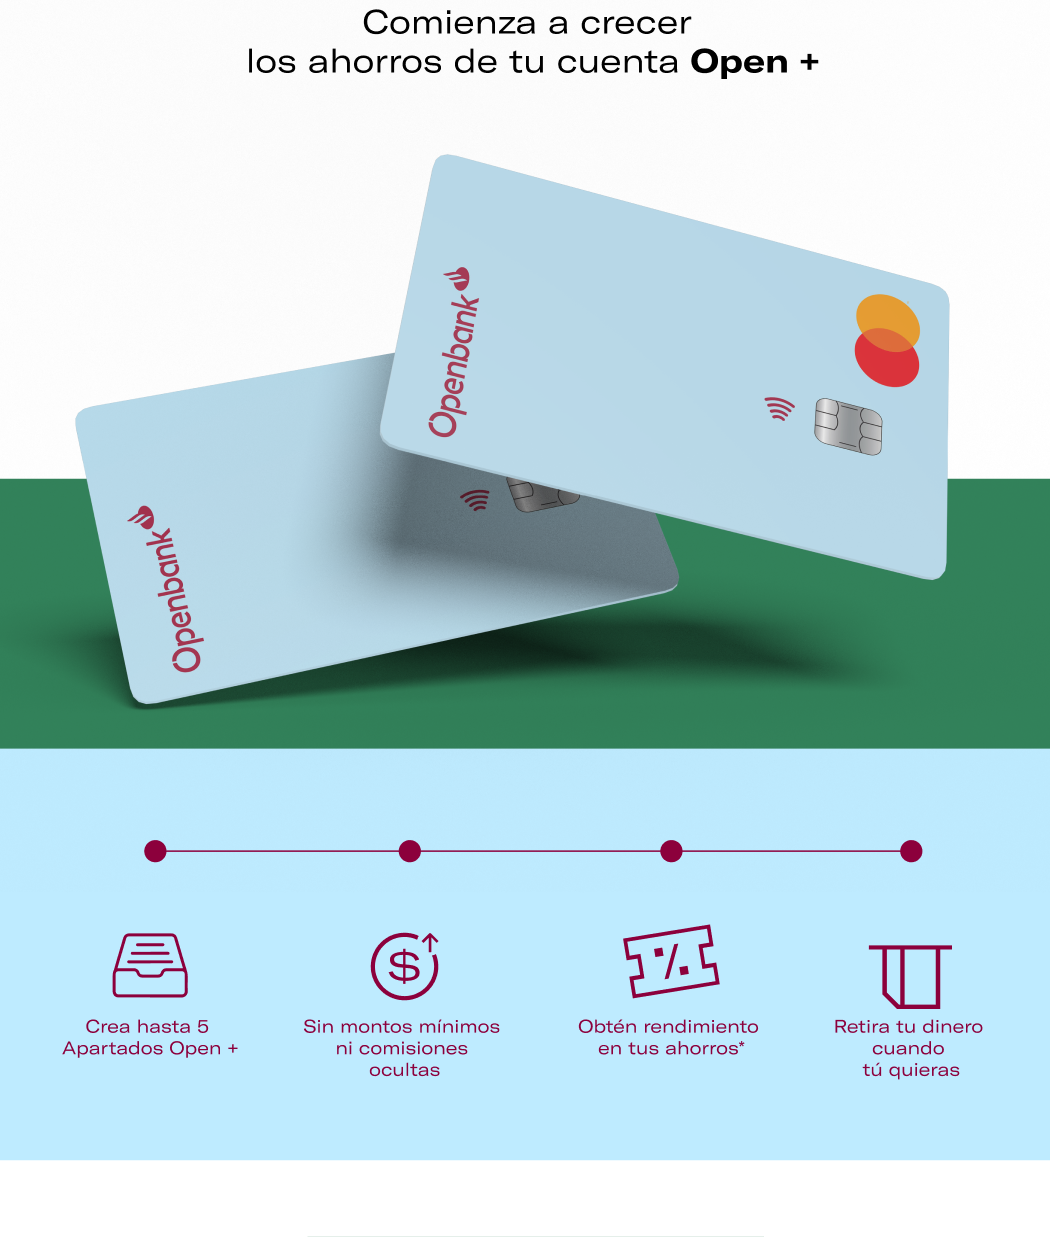 Comienza a crecer
los ahorros de tu cuenta Open +
Openbank
Openbank
Crea hasta 5
Apartados Open +
Sin montos mínimos
ni comisiones
ocultas
Obtén rendimiento
en tus ahorros*
Retira tu dinero
cuando
tú quieras